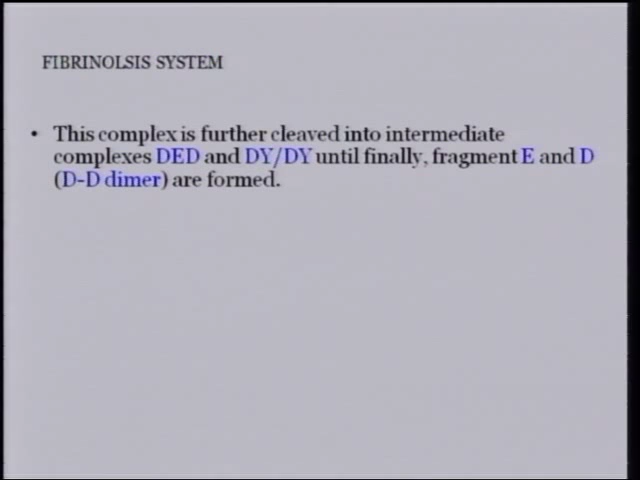 FIBRINOLSIS SYSTEM
• This complex is further cleaved into intermediate
complexes DED and DY/DY until finally, fragment E and D
(D-D dimer) are formed.